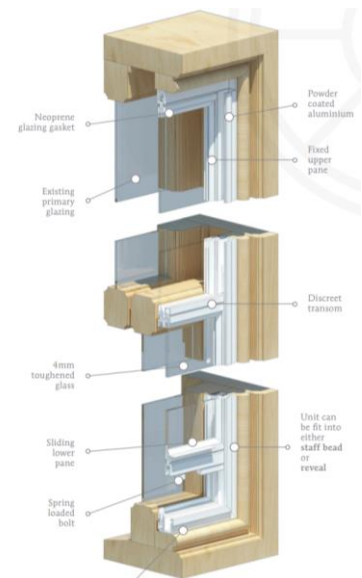 Powder
coated
aluminium
Neoprene
glazing gasket
Fixed
upper
pane
Existing
primary
glazing
Discreet
transom
4mm
toughened
glass
Unit can
be fit into
either
staff bead
or
reveal
Sliding
lower
pane
Spring
loaded
bolt